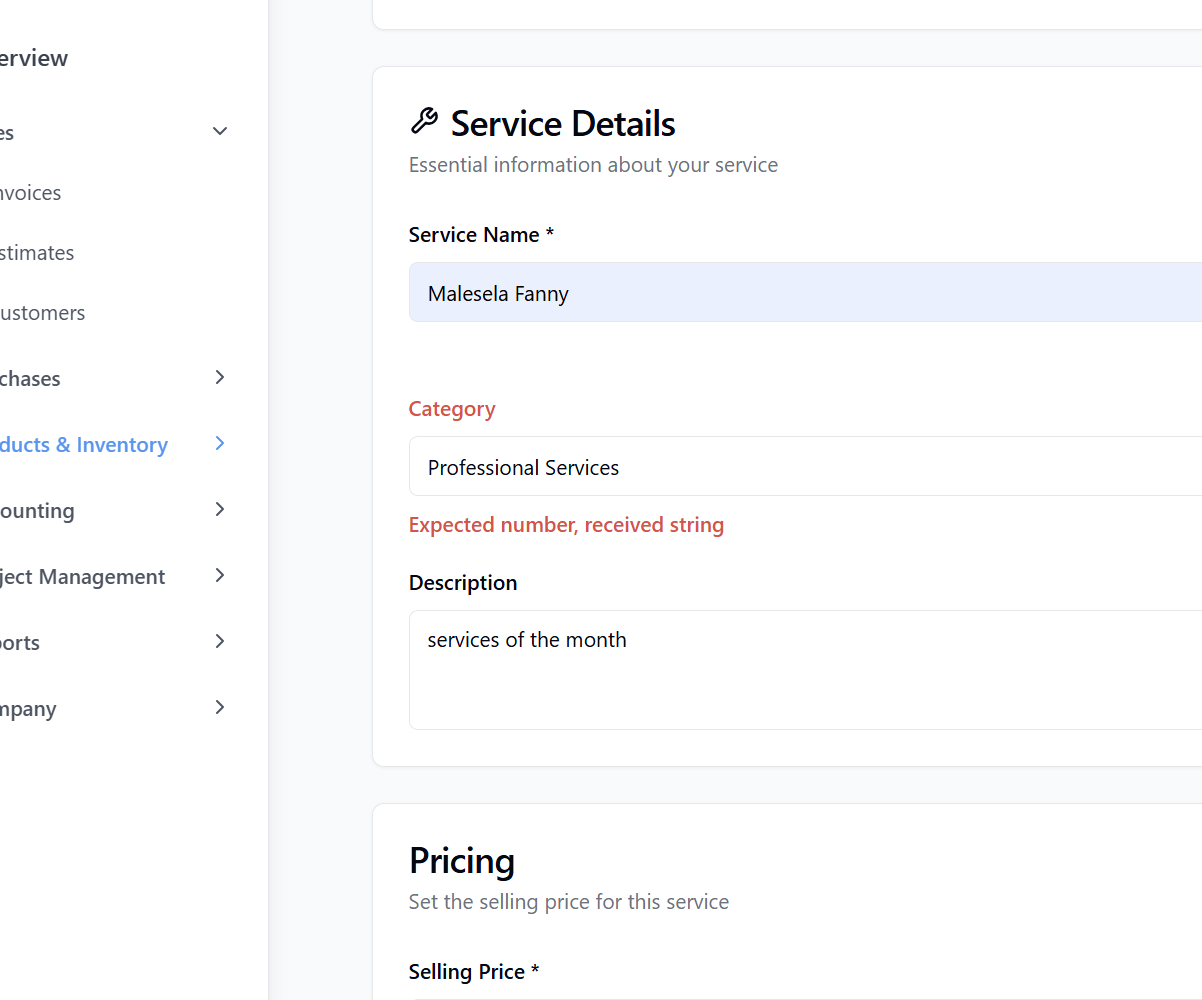 erview
es
nvoices
stimates
ustomers
chases
ducts & Inventory
ounting
ject Management
orts
mpany
Service Details
Essential information about your service
Service Name *
Malesela Fanny
Category
Professional Services
Expected number, received string
Description
services of the month
Pricing
Set the selling price for this service
Selling Price *